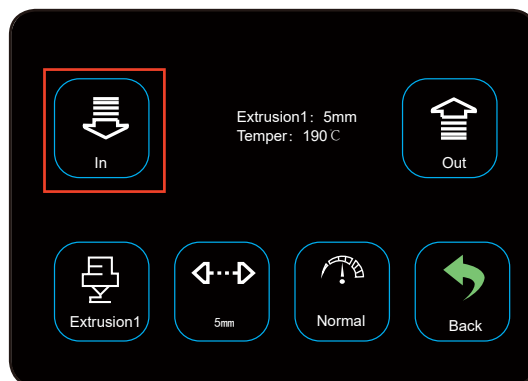 In
Extrusion1: 5mm
Temper: 190℃
Out
Extrusion1
5mm
Normal
Back